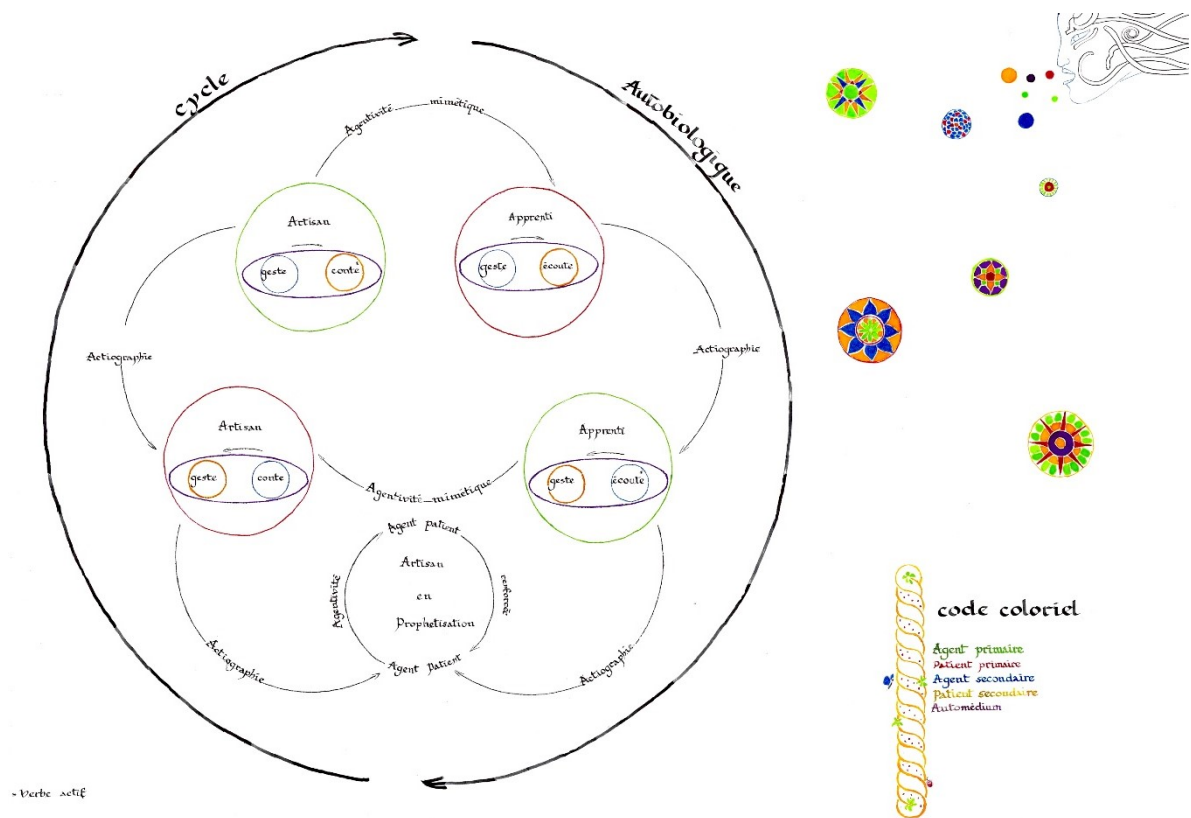 cycle
Autobiologique
Agentivité mimétique
Artisan
geste
conte
Apprenti
geste
écoute
Actiographie
Actiographie
Artisan
geste
conte
Apprenti
geste
écoute
Agentivité mimétique
Agent patient
Agentivité
Artisan
en
Prophetisation
renforcée
Agent patient
Actiographie
Actiographie
code coloriel
Agent primaire
Patient primaire
Agent secondaire
Patient secondaire
Automédium
- Verbe actif